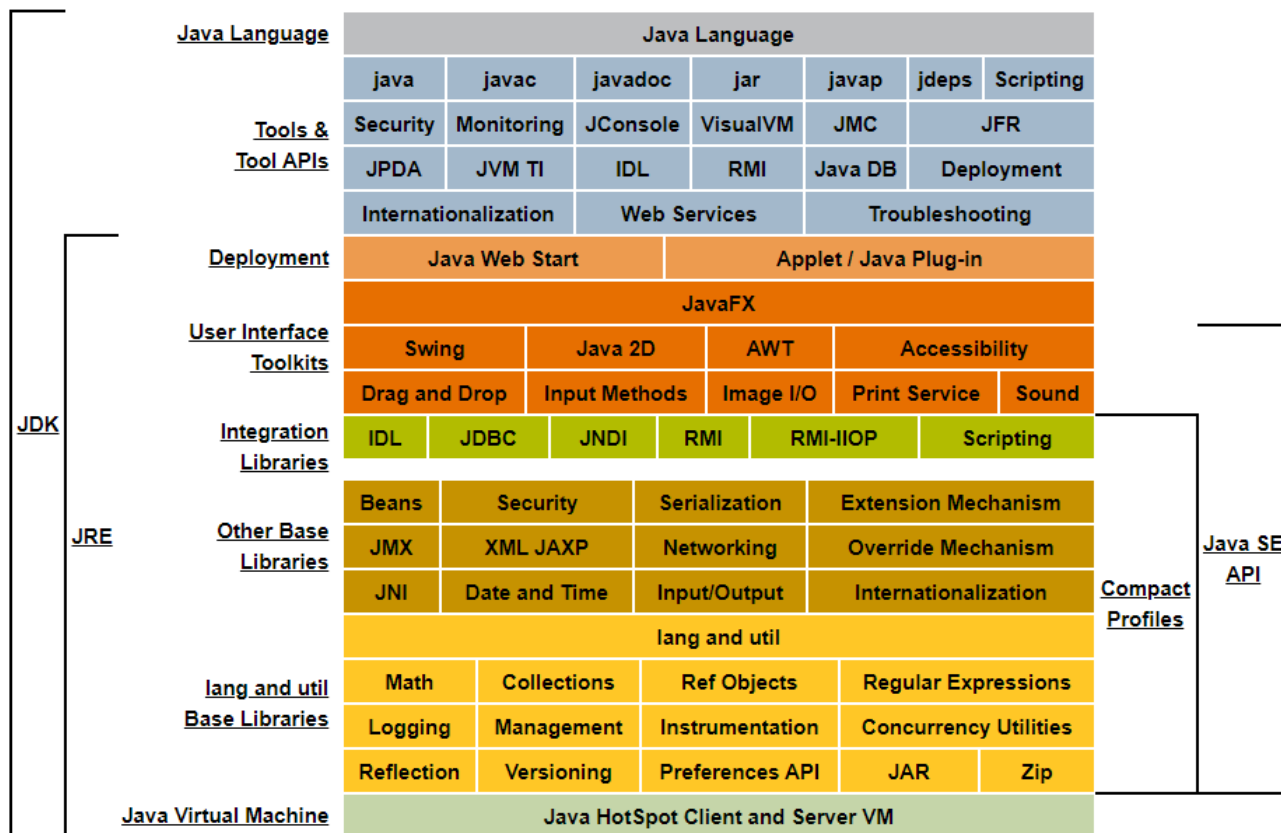 Java Language
Java Language
java javac javadoc jar javap jdeps Scripting
Tools &
Tool APIs
Security Monitoring JConsole VisualVM JMC JFR
JPDA JVM TI IDL RMI Java DB Deployment
Internationalization Web Services Troubleshooting
Deployment
Java Web Start Applet / Java Plug-in
JavaFX
User Interface
Toolkits
Swing Java 2D AWT Accessibility
Drag and Drop Input Methods Image I/O Print Service Sound
JDK
Integration
Libraries
IDL JDBC JNDI RMI RMI-IIOP Scripting
JRE
Other Base
Libraries
Beans Security Serialization Extension Mechanism
JMX XML JAXP Networking Override Mechanism
JNI Date and Time Input/Output Internationalization
Java SE
API
Compact
Profiles
lang and util
lang and util
Base Libraries
Math Collections Ref Objects Regular Expressions
Logging Management Instrumentation Concurrency Utilities
Reflection Versioning Preferences API JAR Zip
Java Virtual Machine
Java HotSpot Client and Server VM